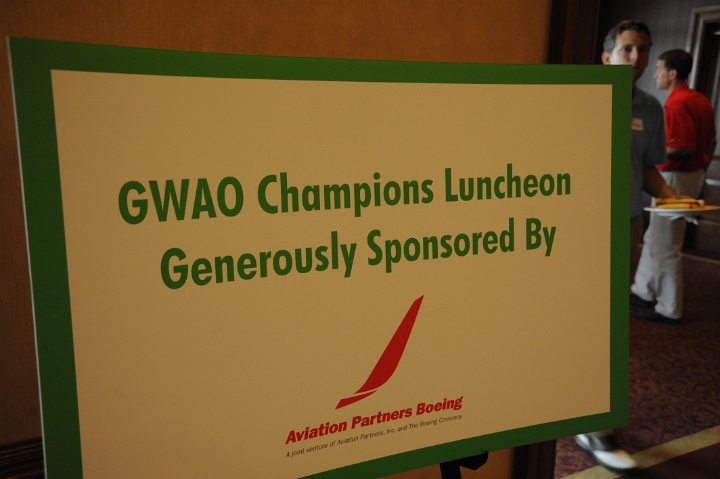 GWAO Champions Luncheon
Generously Sponsored By
Aviation Partners Boeing
A joint venture of Aviation Partners, Inc. and The Boeing Company